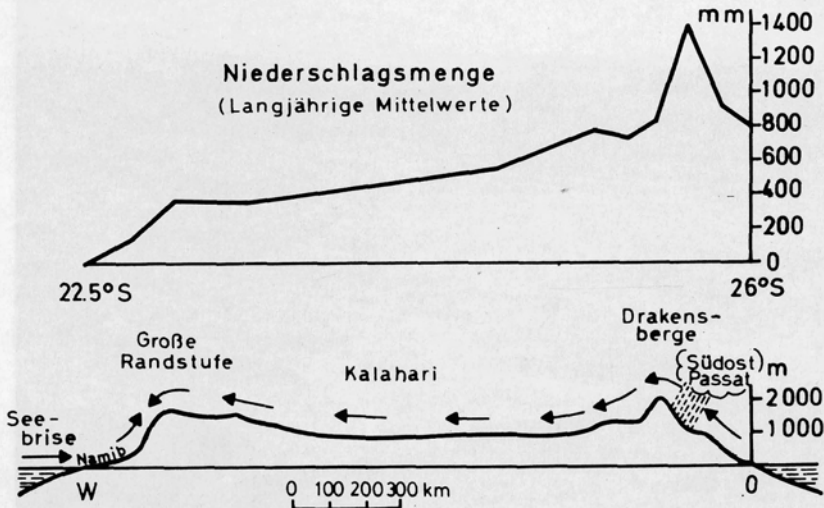 mm
1400
1200
1000
800
600
400
200
0
Niederschlagsmenge
(Langjährige Mittelwerte)
22.5°S
26°S
Große
Randstufe
Kalahari
Drakens-
berge
(Südost)
Passat
m
2000
1000
See-
brise
Namib
W
O
0 100 200 300 km